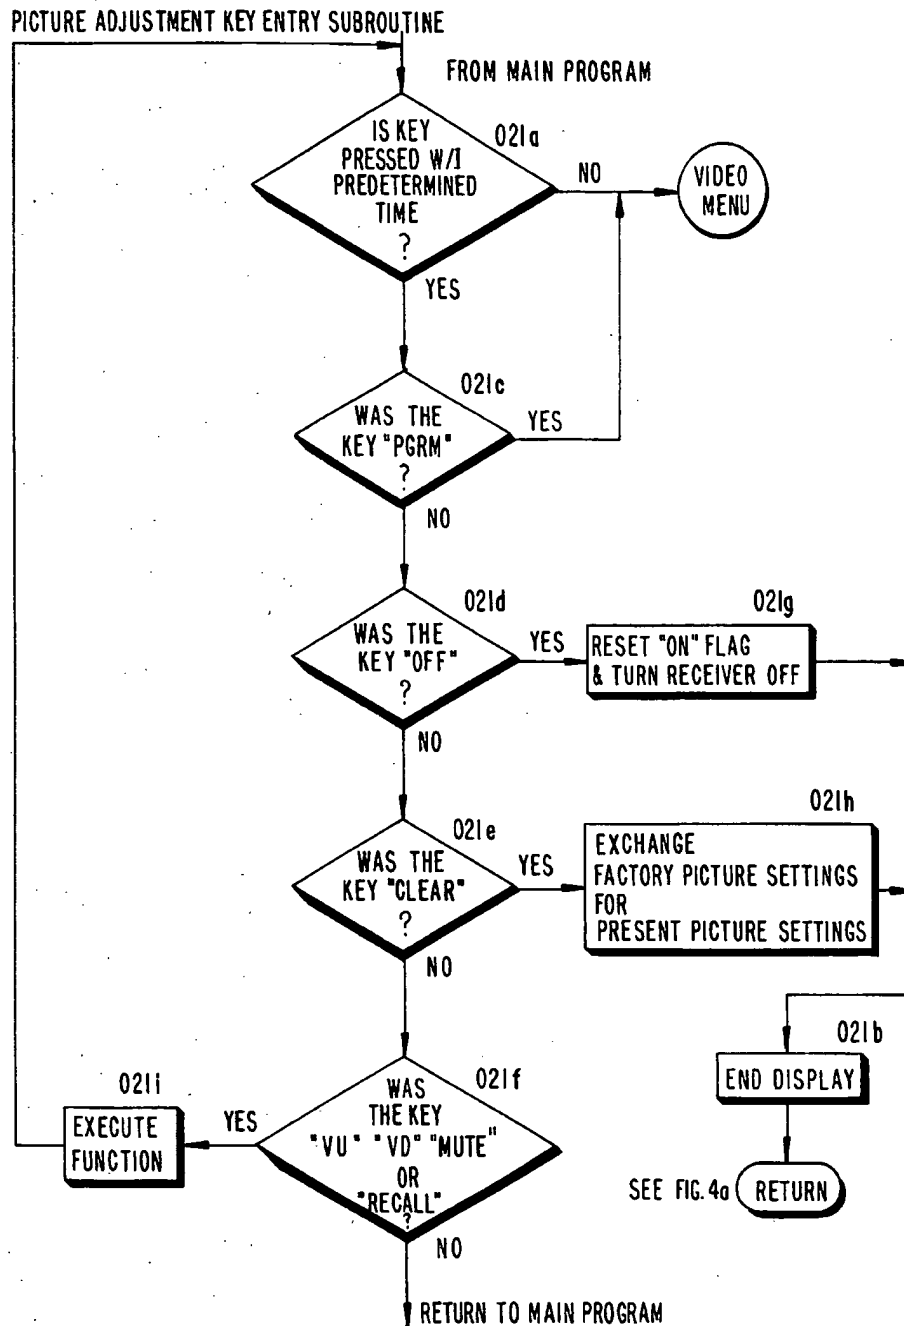 PICTURE ADJUSTMENT KEY ENTRY SUBROUTINE
FROM MAIN PROGRAM
021a
IS KEY
PRESSED W/I
PREDETERMINED
TIME
?
NO
VIDEO
MENU
YES
021c
WAS THE
KEY "PGRM"
?
YES
NO
021d
WAS THE
KEY "OFF"
?
YES
021g
RESET "ON" FLAG
& TURN RECEIVER OFF
NO
021e
WAS THE
KEY "CLEAR"
?
YES
021h
EXCHANGE
FACTORY PICTURE SETTINGS
FOR
PRESENT PICTURE SETTINGS
NO
021b
END DISPLAY
SEE FIG. 4a
RETURN
021f
WAS
THE KEY
"VU" "VD" "MUTE"
OR
"RECALL"
?
YES
021i
EXECUTE
FUNCTION
NO
RETURN TO MAIN PROGRAM